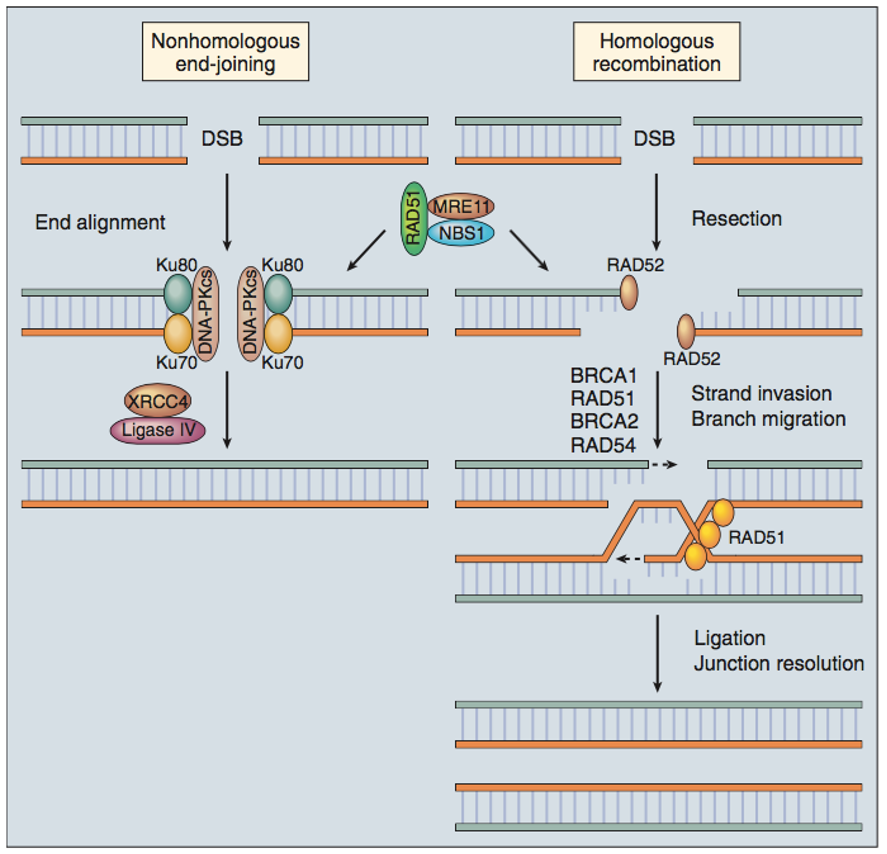 Nonhomologous
end-joining
Homologous
recombination
DSB
DSB
End alignment
RAD51
MRE11
NBS1
Resection
Ku80
DNA-PKcs
Ku70
Ku80
DNA-PKcs
Ku70
RAD52
RAD52
XRCC4
Ligase IV
BRCA1
RAD51
BRCA2
RAD54
Strand invasion
Branch migration
RAD51
Ligation
Junction resolution